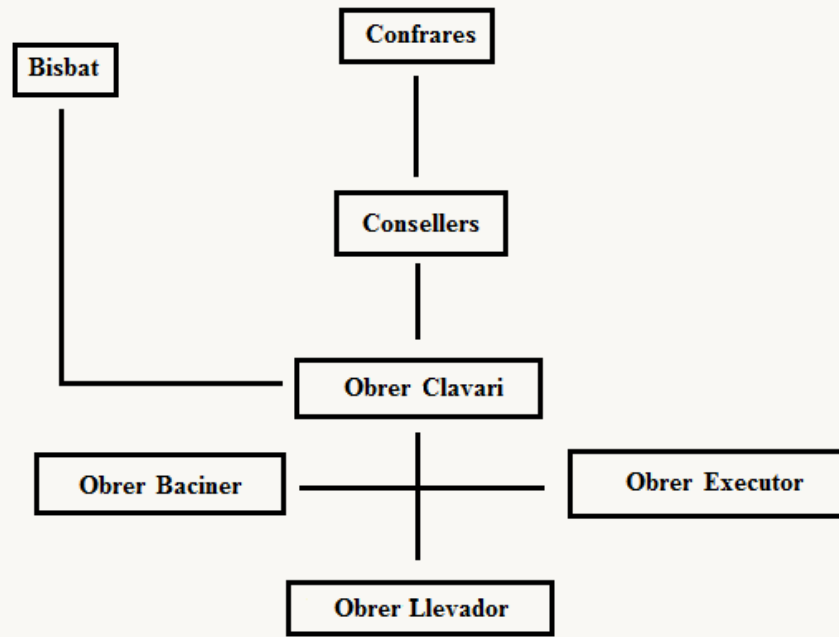 Confrares
Bisbat
Consellers
Obrer Clavari
Obrer Baciner
Obrer Executor
Obrer Llevador